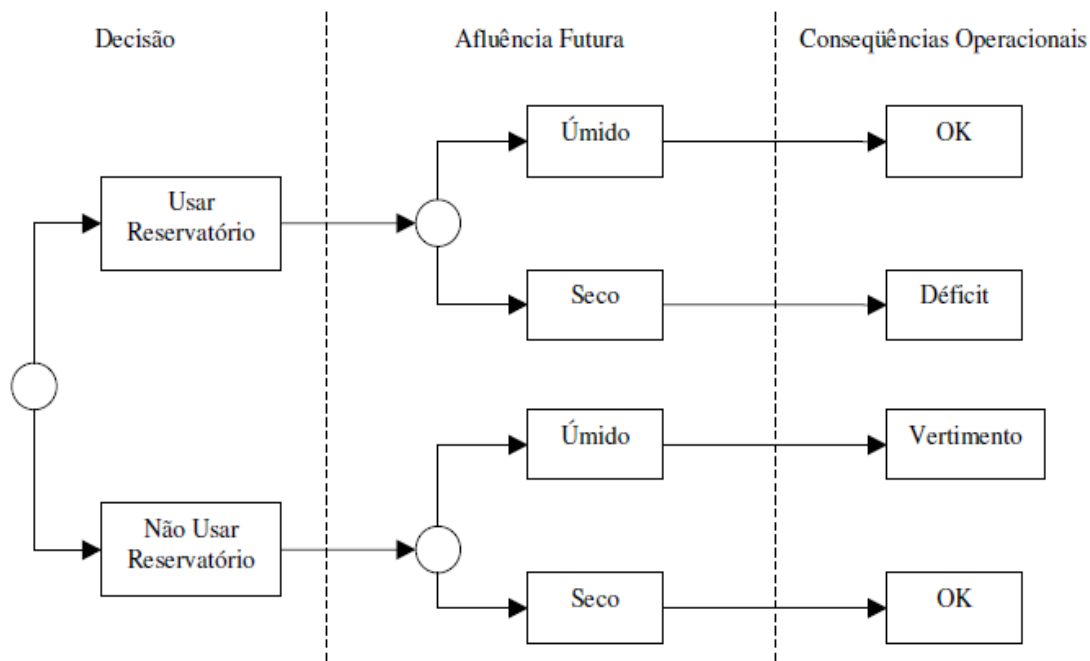 Decisão
Afluência Futura
Conseqüências Operacionais
Úmido
OK
Usar
Reservatório
Seco
Déficit
Úmido
Vertimento
Não Usar
Reservatório
Seco
OK